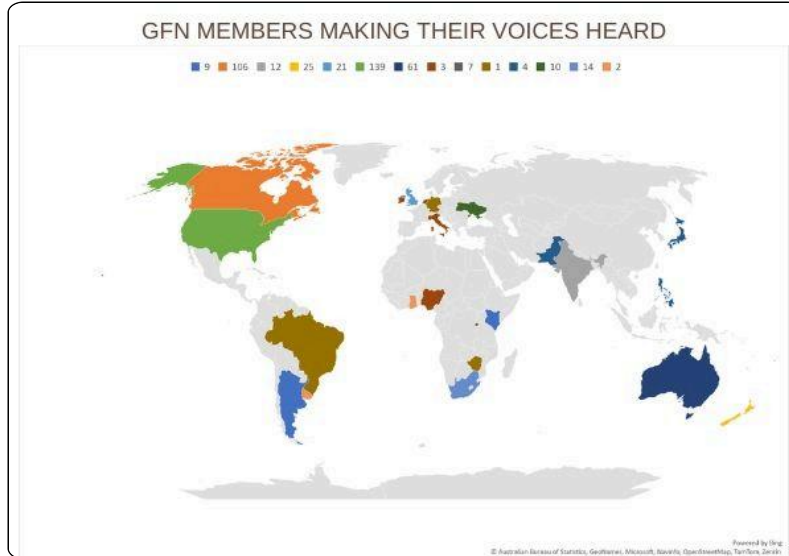 GFN MEMBERS MAKING THEIR VOICES HEARD
9 106 12 25 21 139 61 3 7 1 4 10 14 2
Powered by Bing
© Australian Bureau of Statistics, GeoNames, Microsoft, Navinfo, OpenStreetMap, TomTom, Zenrin